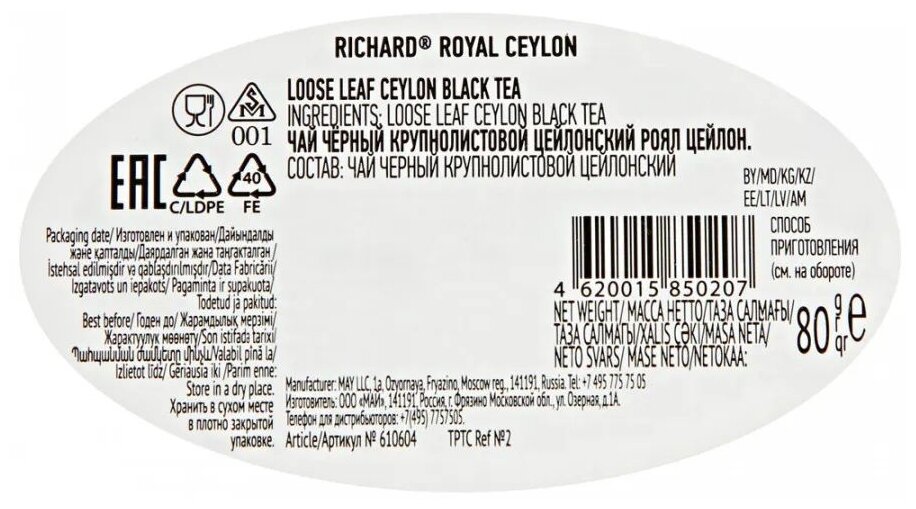 RICHARD® ROYAL CEYLON
LOOSE LEAF CEYLON BLACK TEA
INGREDIENTS: LOOSE LEAF CEYLON BLACK TEA
ЧАЙ ЧЁРНЫЙ КРУПНОЛИСТОВОЙ ЦЕЙЛОНСКИЙ РОЯЛ ЦЕЙЛОН.
СОСТАВ: ЧАЙ ЧЕРНЫЙ КРУПНОЛИСТОВОЙ ЦЕЙЛОНСКИЙ
001
ЕАС
C/LDPE
40
FE
BY/MD/KG/KZ/
EE/LT/LV/AM
СПОСОБ
ПРИГОТОВЛЕНИЯ
(см. на обороте)
4 620015 850207
Packaging date/ Изготовлен и упакован/Дайындалды
және қапталды/Даярдалган жана таңгакталган /
İstehsal edilmişdir və qablaşdırılmışdır/Data Fabricării/
Izgatavots un iepakots/ Pagaminta ir supakuota/
Toodetud ja pakitud:
Best before/ Годен до/ Жарамдылық мерзімі/
Жарактуулук мөөнөтү/Son istifadə tarixi/
Պահպանման ժամկետը մինչև/Valabil până la/
Izlietot līdz/ Geriausia iki /Parim enne:
Store in a dry place.
Хранить в сухом месте
в плотно закрытой
упаковке.
NET WEIGHT/ МАССА НЕТТО/ТАЗА САЛМАҒЫ/
ТАЗА САЛМАГЫ/XALİS ÇƏKİ/MASA NETĂ/
NETO SVARS/ MASĖ NETO/NETOKAAL:
80 g г qr e
Manufacturer: MAY LLC, 1a, Ozyornaya, Fryazino, Moscow reg., 141191, Russia. Tel.: +7 495 775 75 05
Изготовитель: ООО «МАЙ», 141191, Россия, г. Фрязино Московской обл., ул. Озерная, д.1А.
Телефон для дистрибьюторов: +7(495) 7757505.
Article/Артикул № 610604 TPTC Ref №2